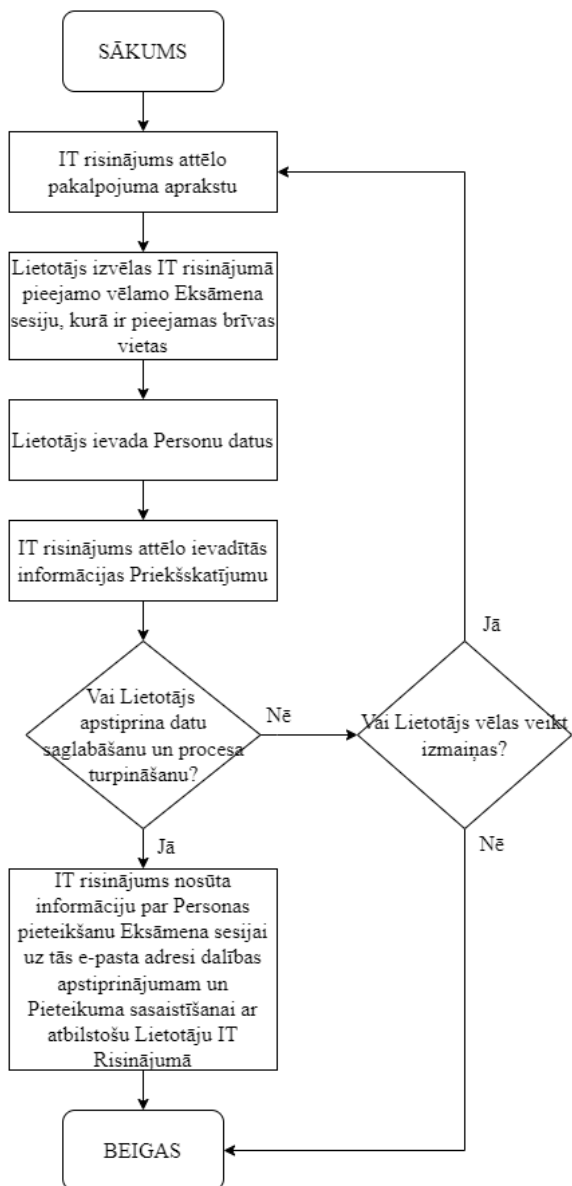 SĀKUMS
IT risinājums attēlo
pakalpojuma aprakstu
Lietotājs izvēlas IT risinājumā
pieejamo vēlamo Eksāmena
sesiju, kurā ir pieejamas brīvas
vietas
Lietotājs ievada Personu datus
IT risinājums attēlo ievadītās
informācijas Priekšskatījumu
Vai Lietotājs
apstiprina datu
saglabāšanu un procesa
turpināšanu?
Nē
Vai Lietotājs vēlas veikt
izmaiņas?
Jā
Nē
Jā
IT risinājums nosūta
informāciju par Personas
pieteikšanu Eksāmena sesijai
uz tās e-pasta adresi dalības
apstiprinājumam un
Pieteikuma sasaistīšanai ar
atbilstošu Lietotāju IT
Risinājumā
BEIGAS